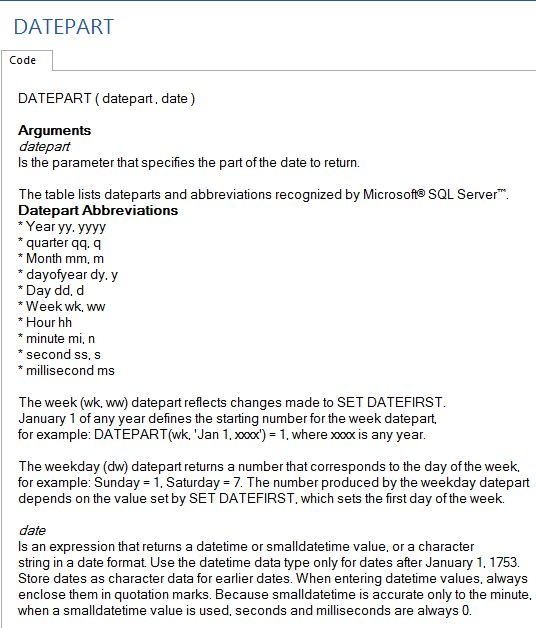 DATEPART
Code
DATEPART ( datepart , date )
Arguments
datepart
Is the parameter that specifies the part of the date to return.
The table lists dateparts and abbreviations recognized by Microsoft® SQL Server™.
Datepart Abbreviations
* Year yy, yyyy
* quarter qq, q
* Month mm, m
* dayofyear dy, y
* Day dd, d
* Week wk, ww
* Hour hh
* minute mi, n
* second ss, s
* millisecond ms
The week (wk, ww) datepart reflects changes made to SET DATEFIRST.
January 1 of any year defines the starting number for the week datepart,
for example: DATEPART(wk, 'Jan 1, xxxx') = 1, where xxxx is any year.
The weekday (dw) datepart returns a number that corresponds to the day of the week,
for example: Sunday = 1, Saturday = 7. The number produced by the weekday datepart
depends on the value set by SET DATEFIRST, which sets the first day of the week.
date
Is an expression that returns a datetime or smalldatetime value, or a character
string in a date format. Use the datetime data type only for dates after January 1, 1753.
Store dates as character data for earlier dates. When entering datetime values, always
enclose them in quotation marks. Because smalldatetime is accurate only to the minute,
when a smalldatetime value is used, seconds and milliseconds are always 0.